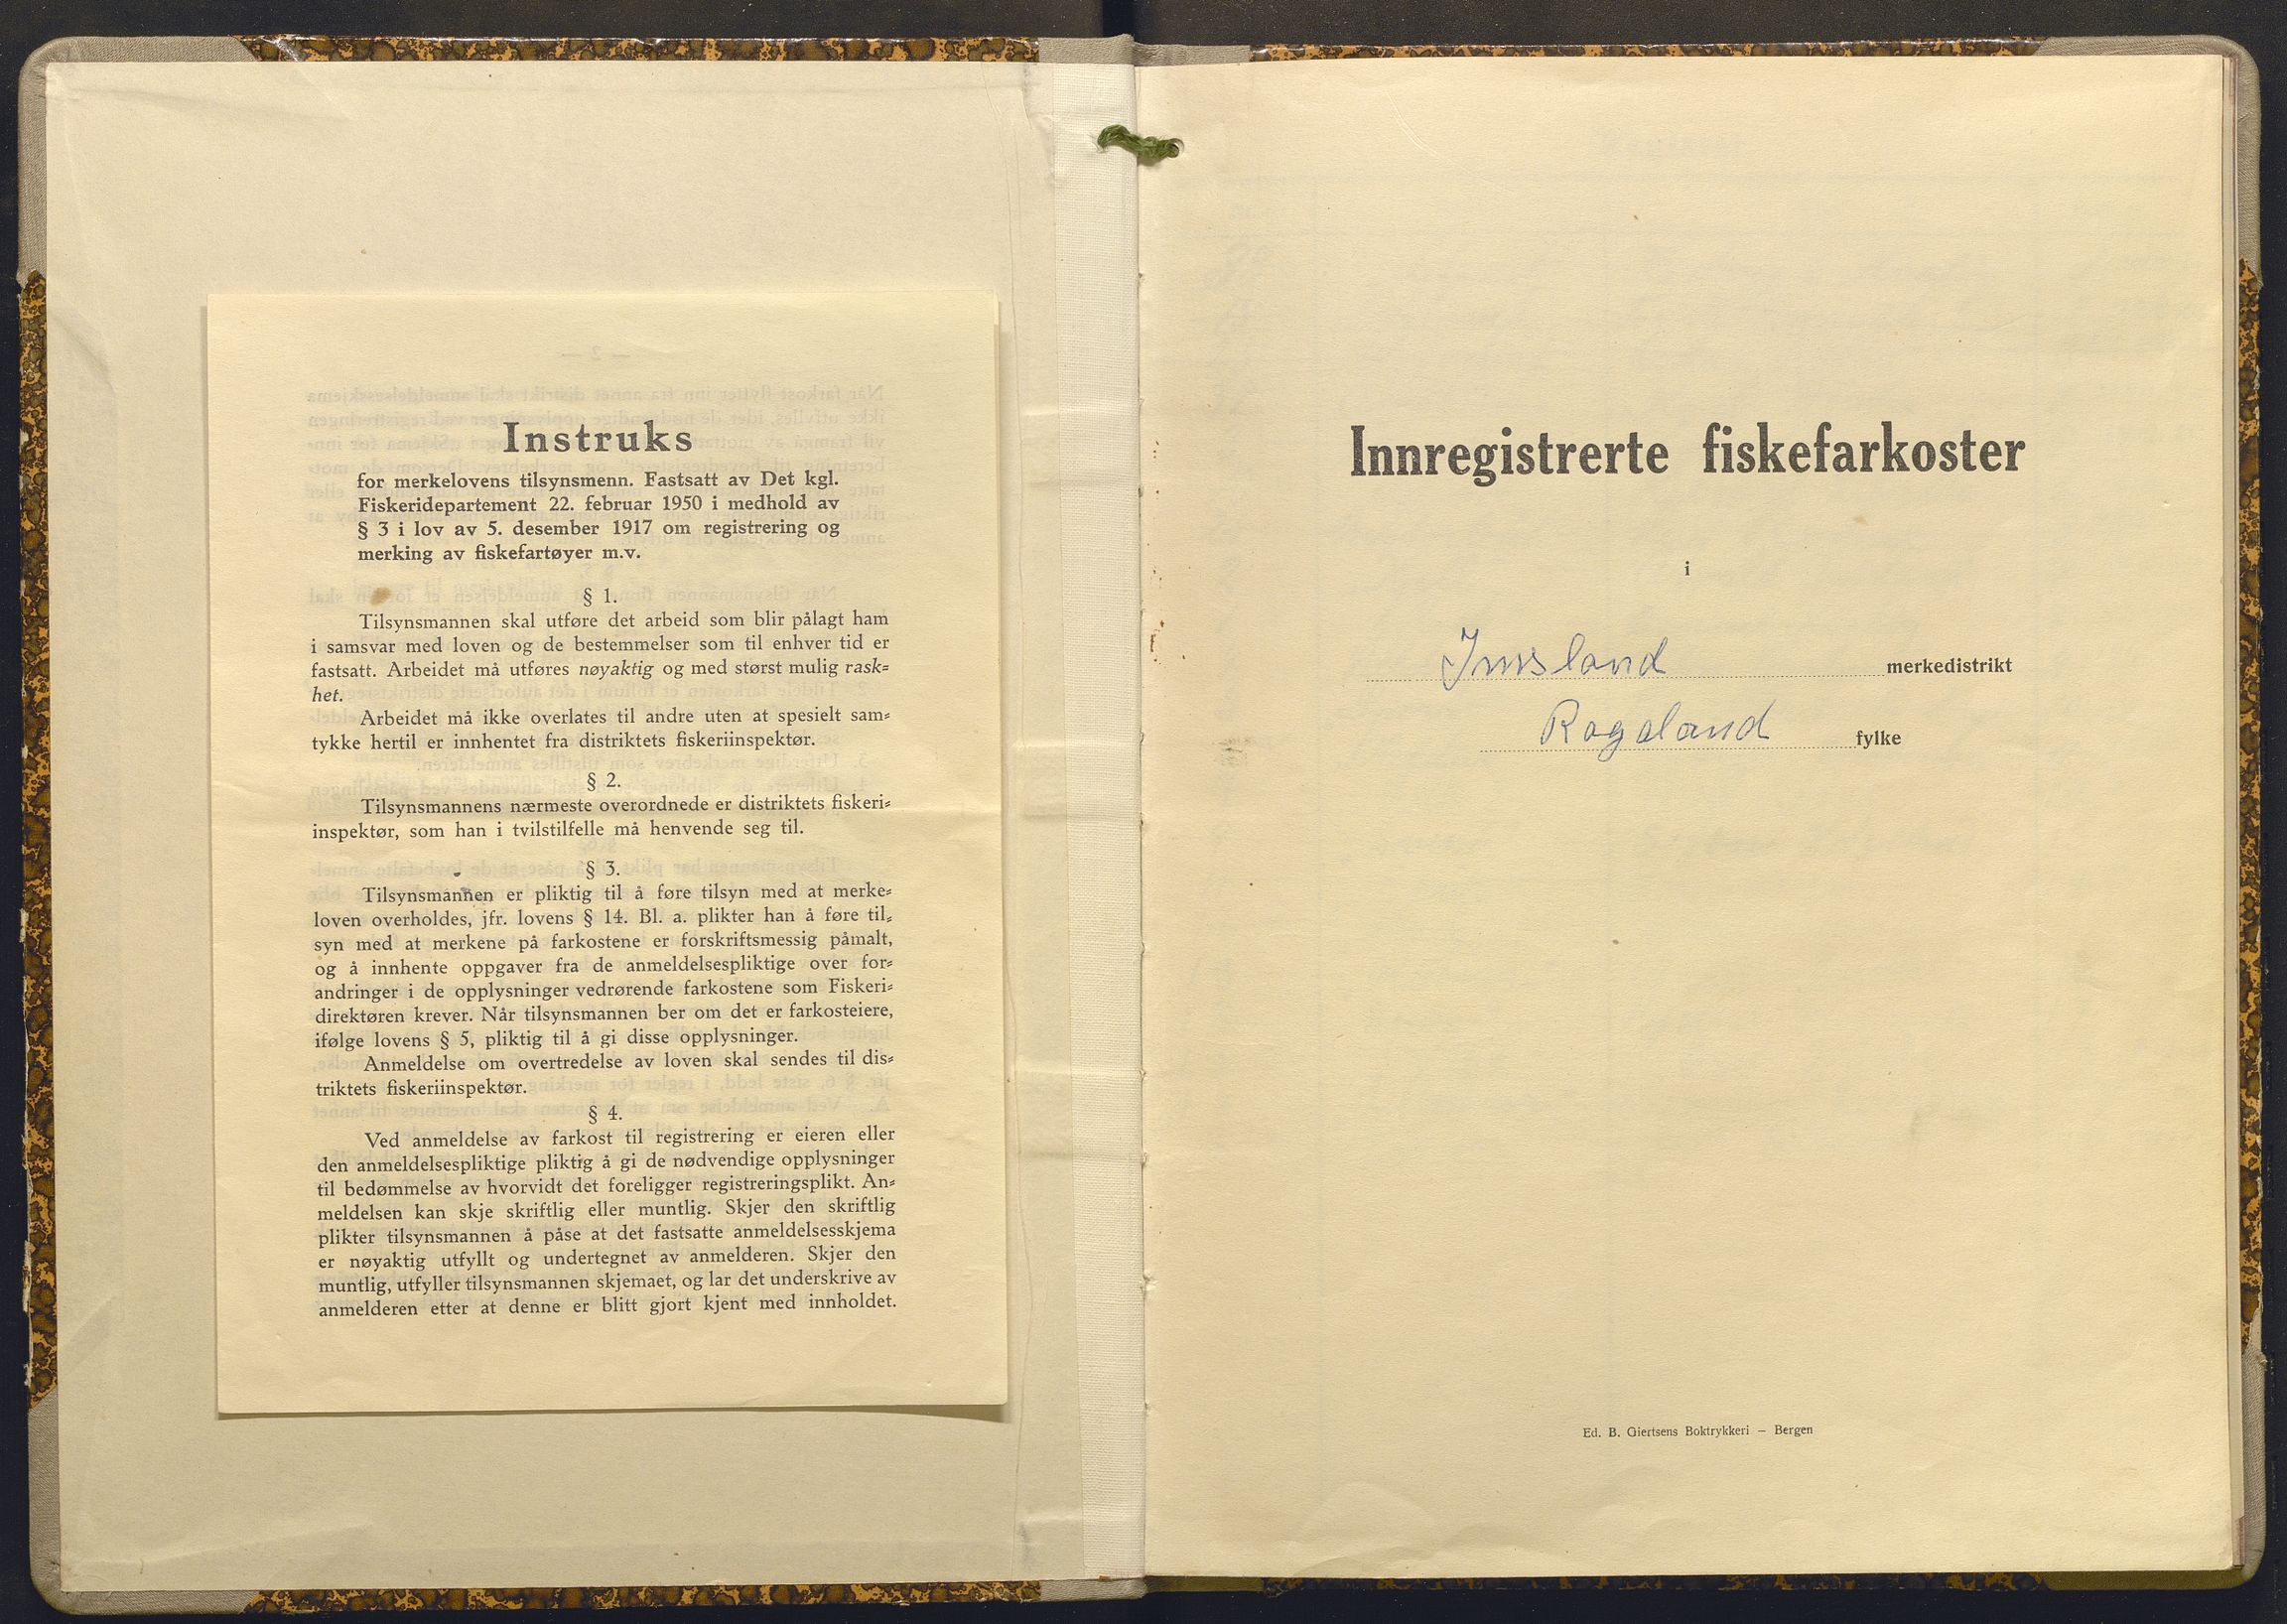 Instruks
for merkelovens tilsynsmenn. Fastsatt av Det kgl.
Fiskeridepartement 22. februar 1950 i medhold av
§ 3 i lov av 5. desember 1917 om registrering og
merking av fiskefartøyer m.v.
§ 1.
Tilsynsmannen skal utføre det arbeid som blir pålagt ham
i samsvar med loven og de bestemmelser som til enhver tid er
fastsatt. Arbeidet må utføres nøyaktig og med størst mulig rask-
het.
Arbeidet må ikke overlates til andre uten at spesielt sam-
tykke hertil er innhentet fra distriktets fiskeriinspektør.
§ 2.
Tilsynsmannens nærmeste overordnede er distriktets fiskeri-
inspektør, som han i tvilstilfelle må henvende seg til.
§ 3.
Tilsynsmannen er pliktig til å føre tilsyn med at merke-
loven overholdes, jfr. lovens § 14. Bl. a. plikter han å føre til-
syn med at merkene på farkostene er forskriftsmessig påmalt,
og å innhente oppgaver fra de anmeldelsespliktige over for-
andringer i de opplysninger vedrørende farkostene som Fiskeri-
direktøren krever. Når tilsynsmannen ber om det er farkosteiere,
ifølge lovens § 5, pliktig til å gi disse opplysninger.
Anmeldelse om overtredelse av loven skal sendes til dis-
triktets fiskeriinspektør.
§ 4.
Ved anmeldelse av farkost til registrering er eieren eller
den anmeldelsespliktige pliktig å gi de nødvendige opplysninger
til bedømmelse av hvorvidt det foreligger registreringsplikt. An-
meldelsen kan skje skriftlig eller muntlig. Skjer den skriftlig
plikter tilsynsmannen å påse at det fastsatte anmeldelsesskjema
er nøyaktig utfyllt og undertegnet av anmelderen. Skjer den
muntlig, utfyller tilsynsmannen skjemaet, og lar det underskrive av
anmelderen etter at denne er blitt gjort kjent med innholdet.
Innregistrerte fiskefarkoster
i
Imsland merkedistrikt
Rogaland fylke
Ed. B. Giertsens Boktrykkeri – Bergen